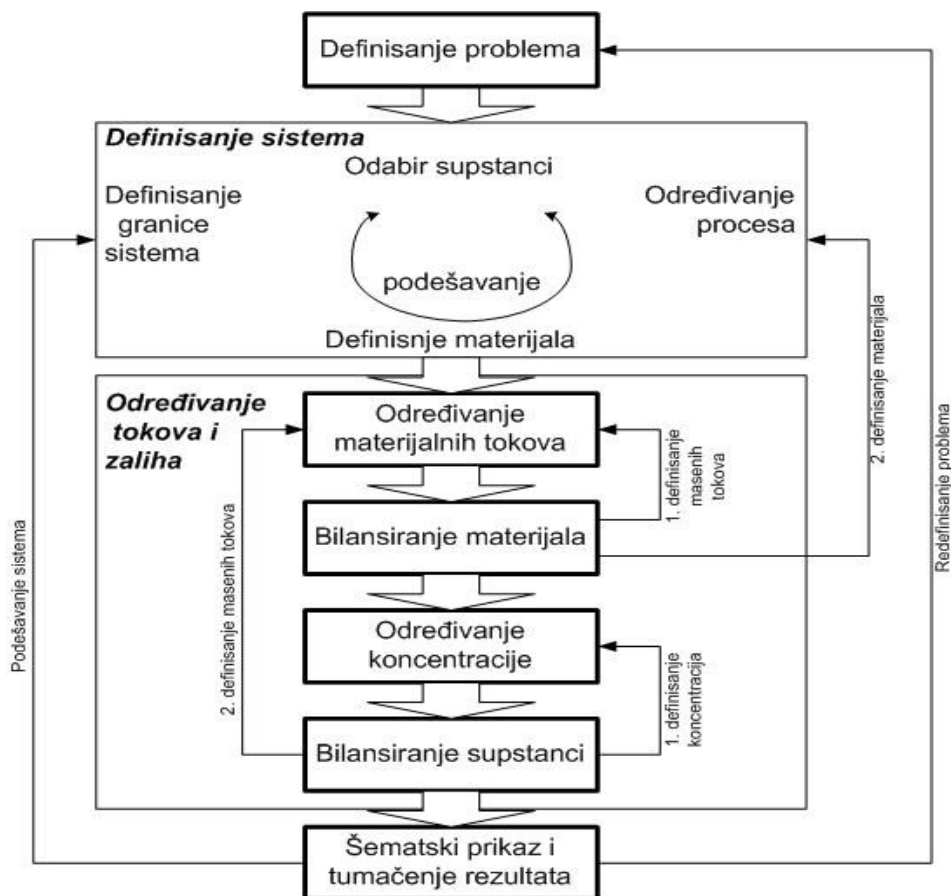 Definisanje problema
Definisanje sistema
Odabir supstanci
Definisanje
granice
sistema
Određivanje
procesa
podešavanje
Definisnje materijala
Određivanje
tokova i
zaliha
Određivanje
materijalnih tokova
1. definisanje
masenih
tokova
2. definisanje materijala
Bilansiranje materijala
Određivanje
koncentracije
1. definisanje
koncentracija
2. definisanje masenih tokova
Bilansiranje supstanci
Podešavanje sistema
Redefinisanje problema
Šematski prikaz i
tumačenje rezultata